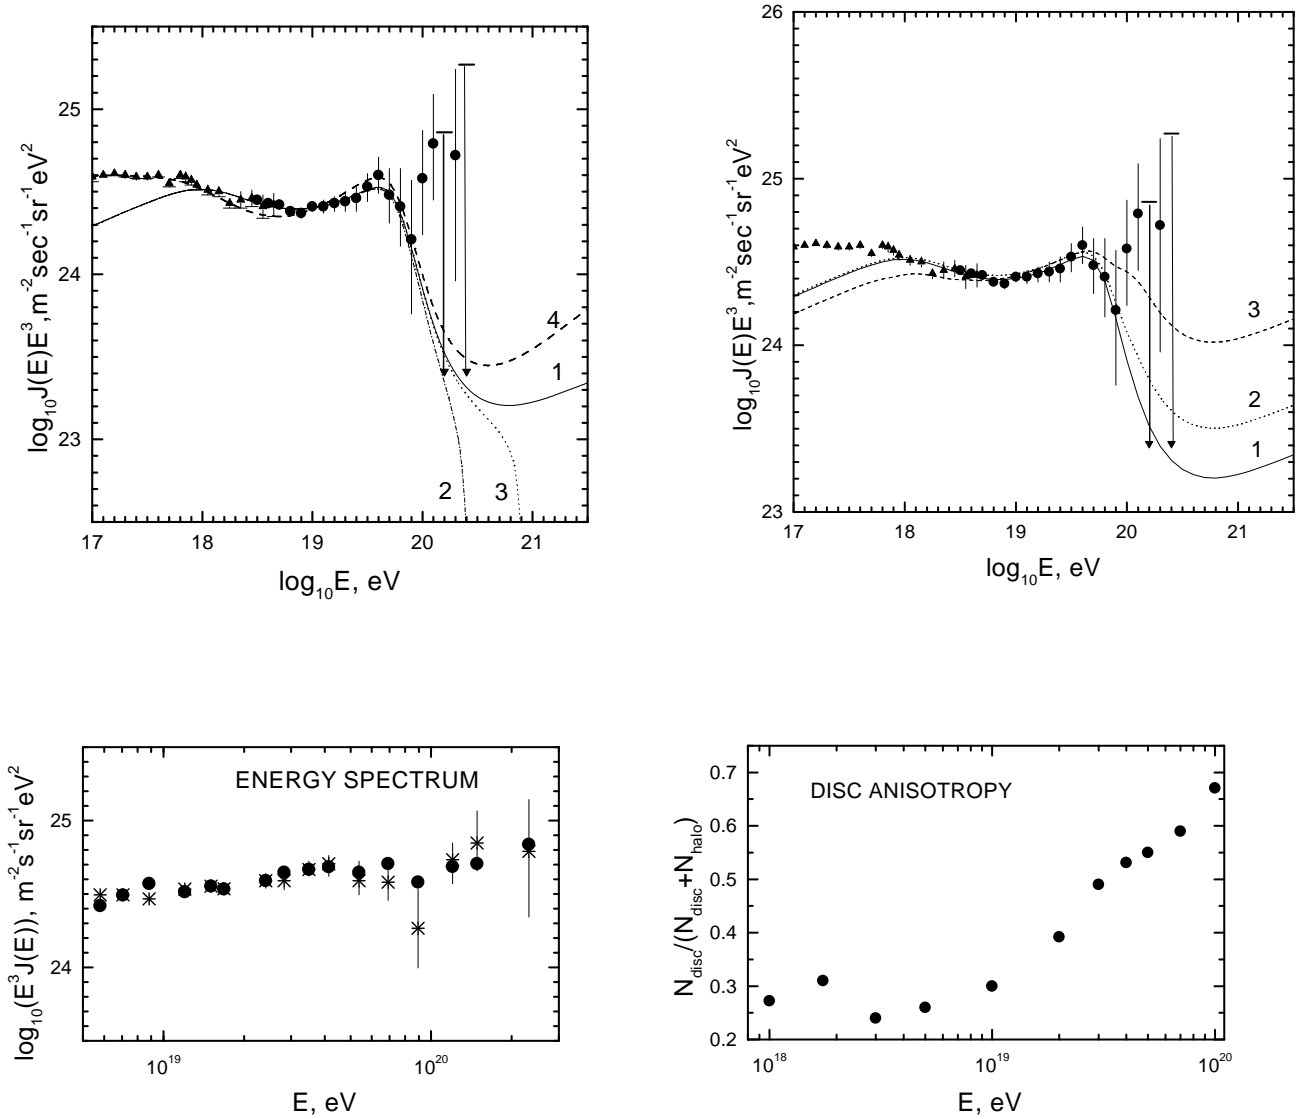 25
24
23
log₁₀J(E)E³,m⁻²sec⁻¹sr⁻¹eV²
4
1
2
3
17 18 19 20 21
log₁₀E, eV
26
25
24
23
log₁₀J(E)E³,m⁻²sec⁻¹sr⁻¹eV²
3
2
1
17 18 19 20 21
log₁₀E, eV
ENERGY SPECTRUM
25
24
log₁₀(E³J(E)), m⁻²s⁻¹sr⁻¹eV²
10¹⁹ 10²⁰
E, eV
DISC ANISOTROPY
0.7
0.6
0.5
0.4
0.3
0.2
N_disc/(N_disc+N_halo)
10¹⁸ 10¹⁹ 10²⁰
E, eV